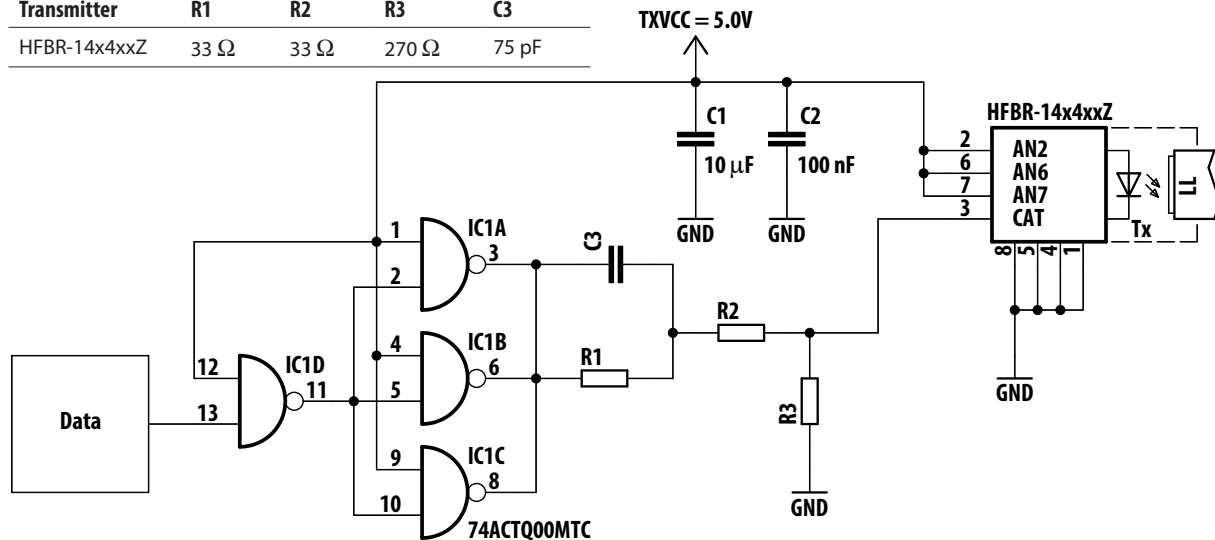 Transmitter R1 R2 R3 C3
HFBR-14x4xxZ 33 Ω 33 Ω 270 Ω 75 pF
TXVCC = 5.0V
C1
10 μF
GND
C2
100 nF
GND
HFBR-14x4xxZ
2 AN2
6 AN6
7 AN7
3 CAT
Tx
LL
8 5 4 1
GND
1
2
IC1A
3
C3
4
5
IC1B
6
R1
R2
R3
GND
Data
12
13
IC1D
11
9
10
IC1C
8
74ACTQ00MTC